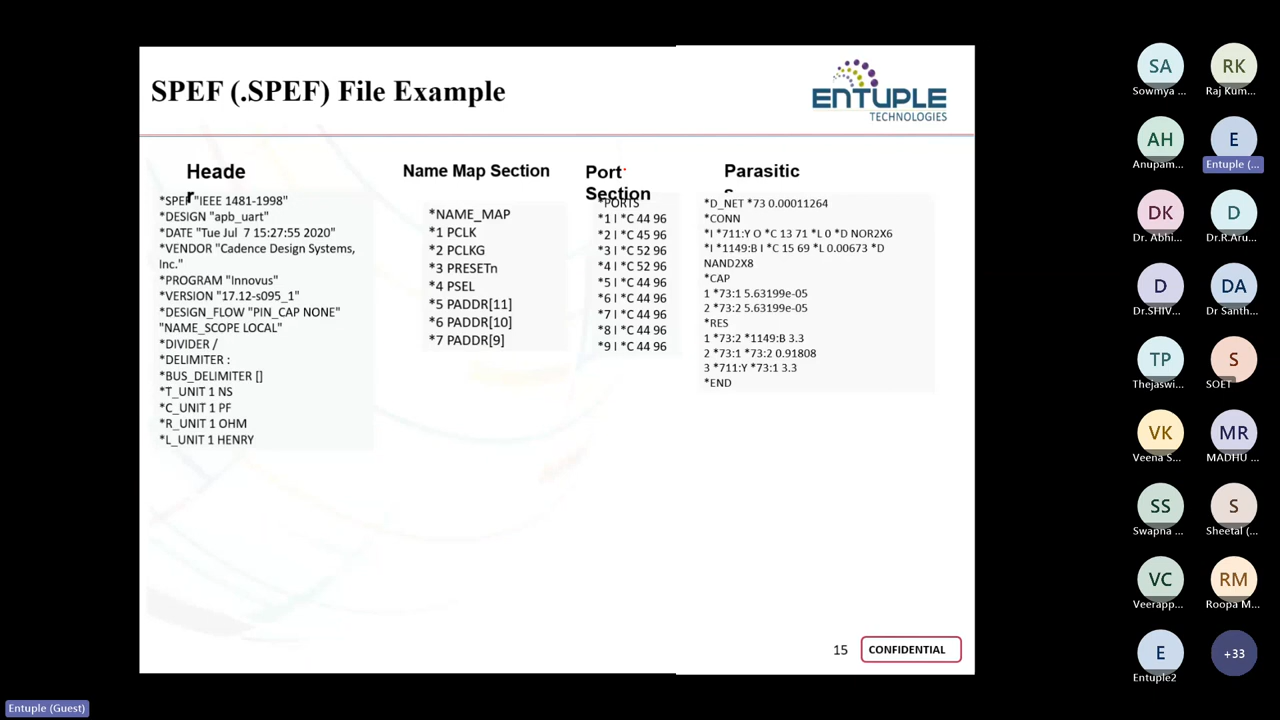 SPEF (.SPEF) File Example
ENTUPLE
TECHNOLOGIES
Heade
r
*SPEF "IEEE 1481-1998"
*DESIGN "apb_uart"
*DATE "Tue Jul 7 15:27:55 2020"
*VENDOR "Cadence Design Systems,
Inc."
*PROGRAM "Innovus"
*VERSION "17.12-s095_1"
*DESIGN_FLOW "PIN_CAP NONE"
"NAME_SCOPE LOCAL"
*DIVIDER /
*DELIMITER :
*BUS_DELIMITER []
*T_UNIT 1 NS
*C_UNIT 1 PF
*R_UNIT 1 OHM
*L_UNIT 1 HENRY
Name Map Section
*NAME_MAP
*1 PCLK
*2 PCLKG
*3 PRESETn
*4 PSEL
*5 PADDR[11]
*6 PADDR[10]
*7 PADDR[9]
Port
Section
*PORTS
*1 I *C 44 96
*2 I *C 45 96
*3 I *C 52 96
*4 I *C 52 96
*5 I *C 44 96
*6 I *C 44 96
*7 I *C 44 96
*8 I *C 44 96
*9 I *C 44 96
Parasitic
s
*D_NET *73 0.00011264
*CONN
*I *711:Y O *C 13 71 *L 0 *D NOR2X6
*I *1149:B I *C 15 69 *L 0.00673 *D
NAND2X8
*CAP
1 *73:1 5.63199e-05
2 *73:2 5.63199e-05
*RES
1 *73:2 *1149:B 3.3
2 *73:1 *73:2 0.91808
3 *711:Y *73:1 3.3
*END
15
CONFIDENTIAL
SA
Sowmya ...
RK
Raj Kum...
AH
Anupam...
E
Entuple (...
DK
Dr. Abhi...
D
Dr.R.Aru...
D
Dr.SHIV...
DA
Dr Santh...
TP
Thejaswi...
S
SOET
VK
Veena S...
MR
MADHU ...
SS
Swapna ...
S
Sheetal (...
VC
Veerapp...
RM
Roopa M...
E
Entuple2
+33
Entuple (Guest)